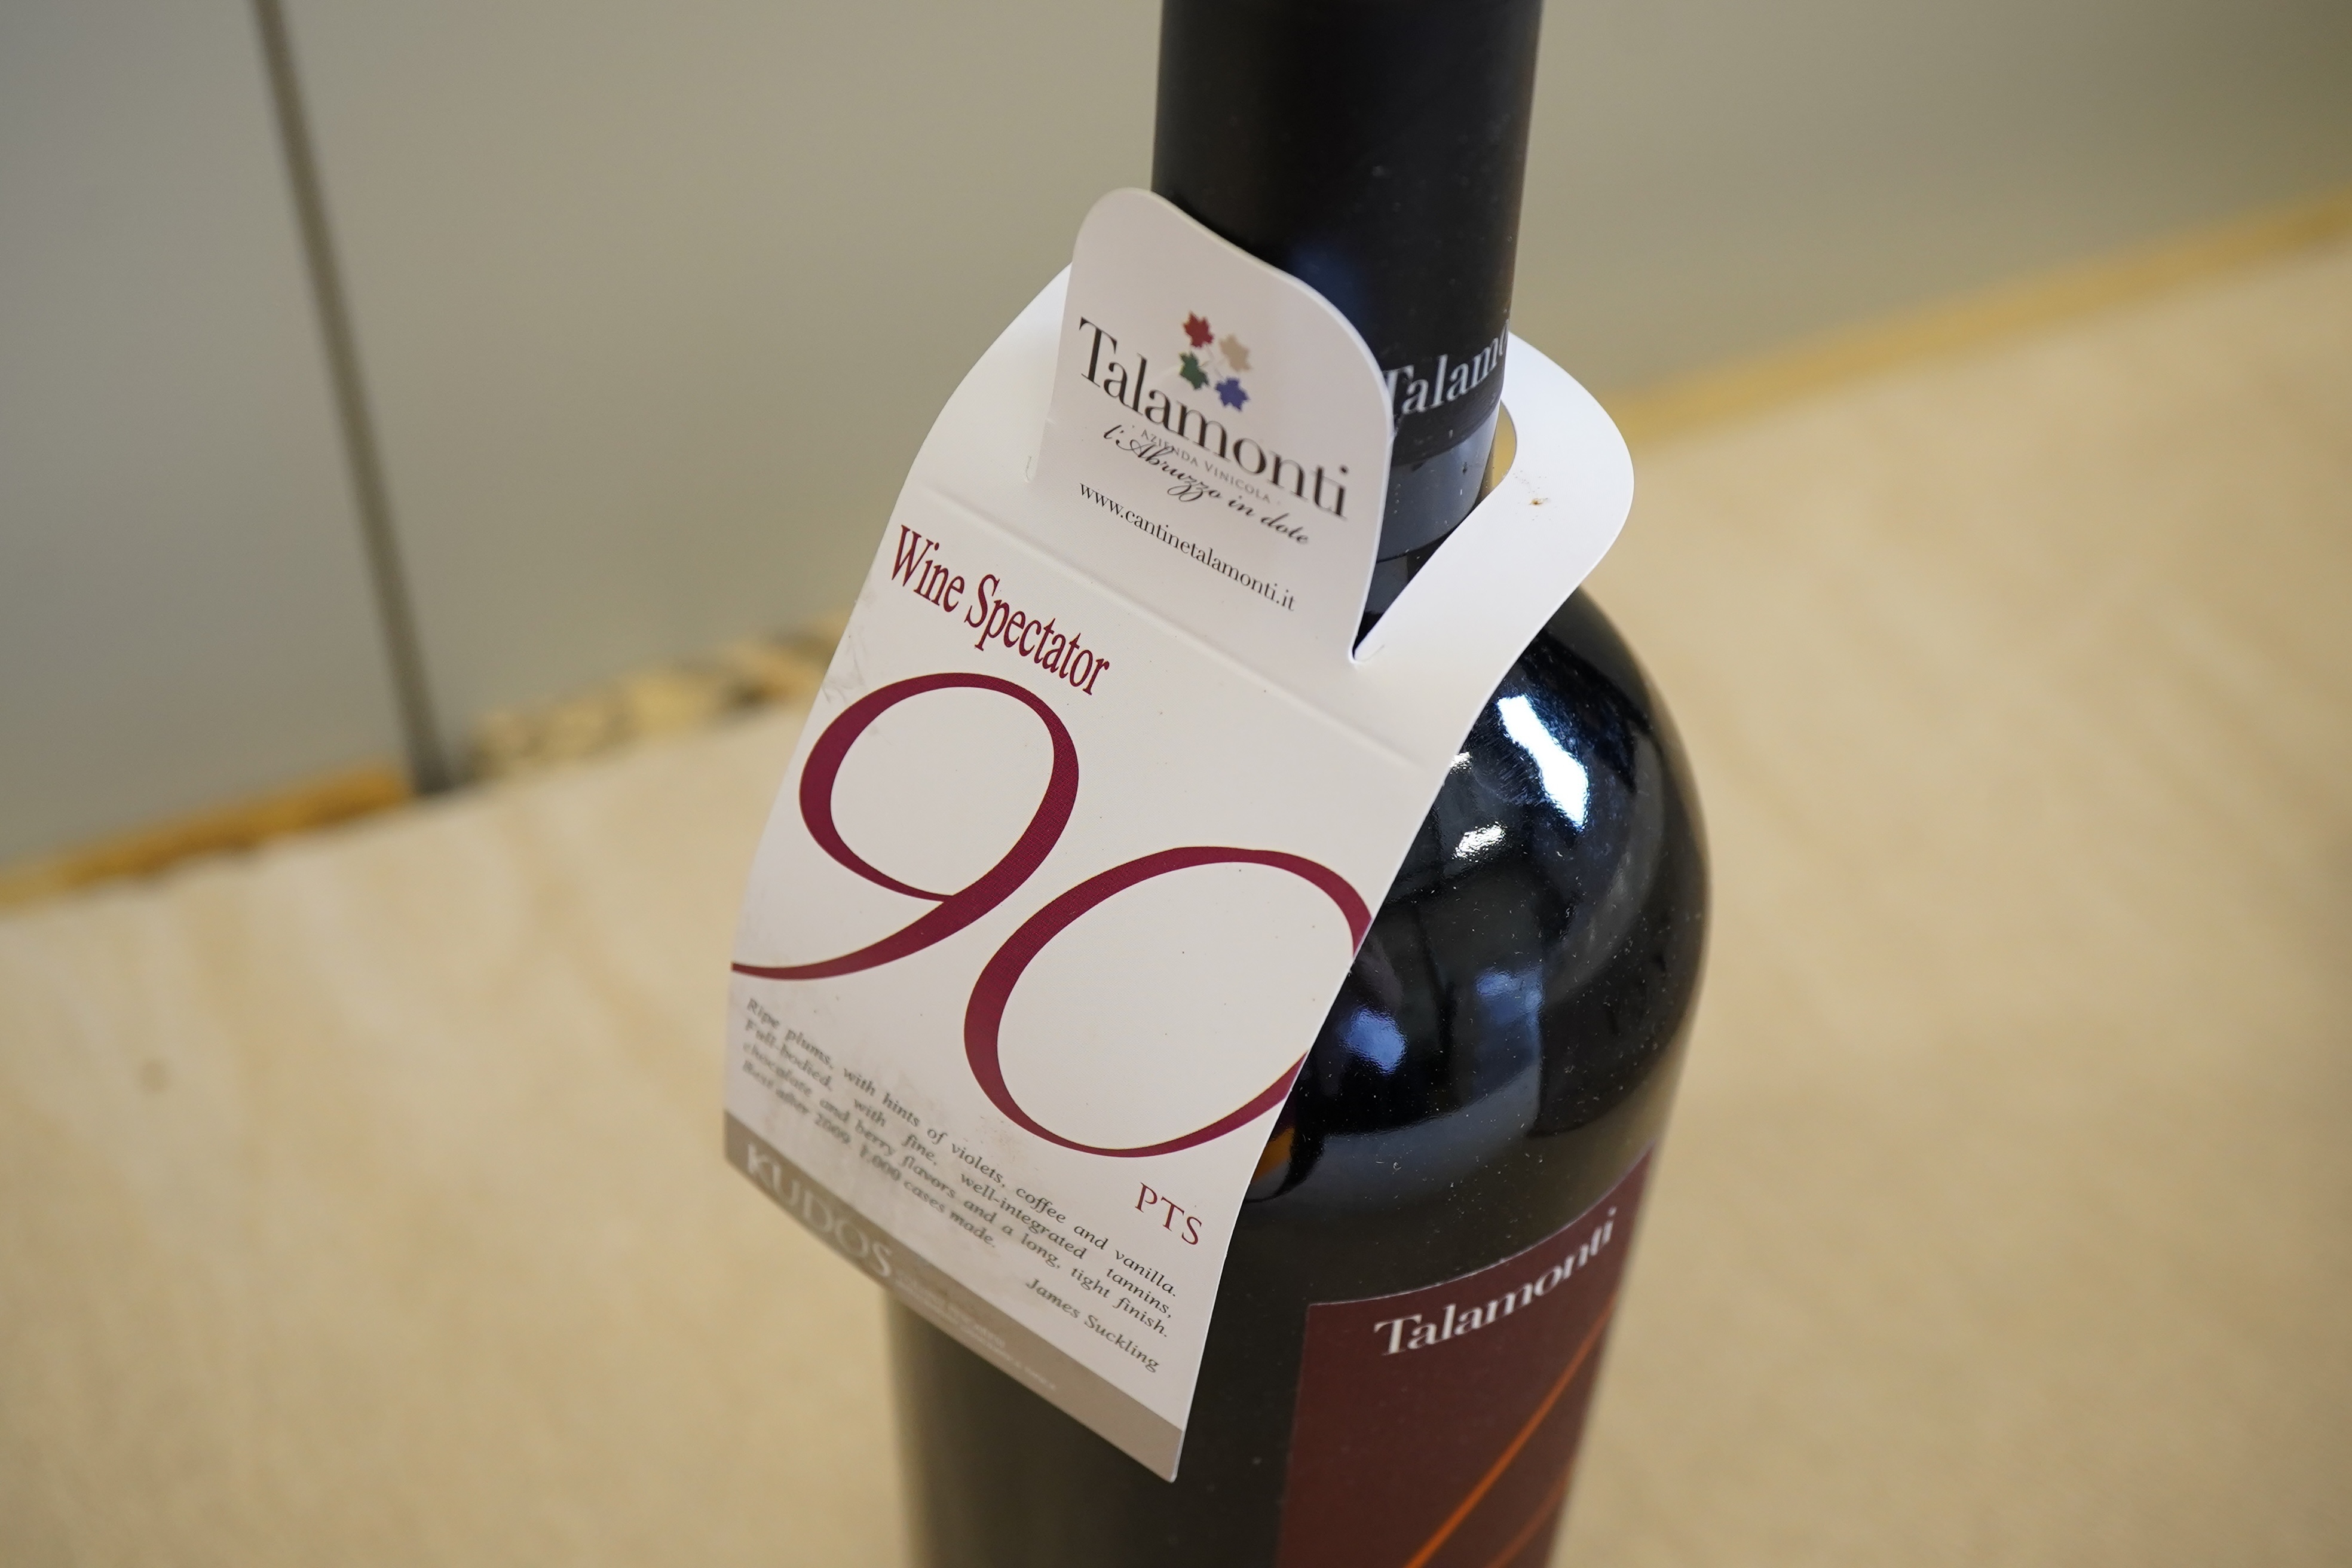 Talamonti
AZIENDA VINICOLA
l'Abruzzo in dote
www.cantinetalamonti.it
Talamo
Wine Spectator
90
PTS
Ripe plums, with hints of violets, coffee and vanilla.
Full-bodied, with fine, well-integrated tannins,
chocolate and berry flavors and a long, tight finish.
Best after 2009. 1,000 cases made.
James Suckling
KUDOS
Talamonti